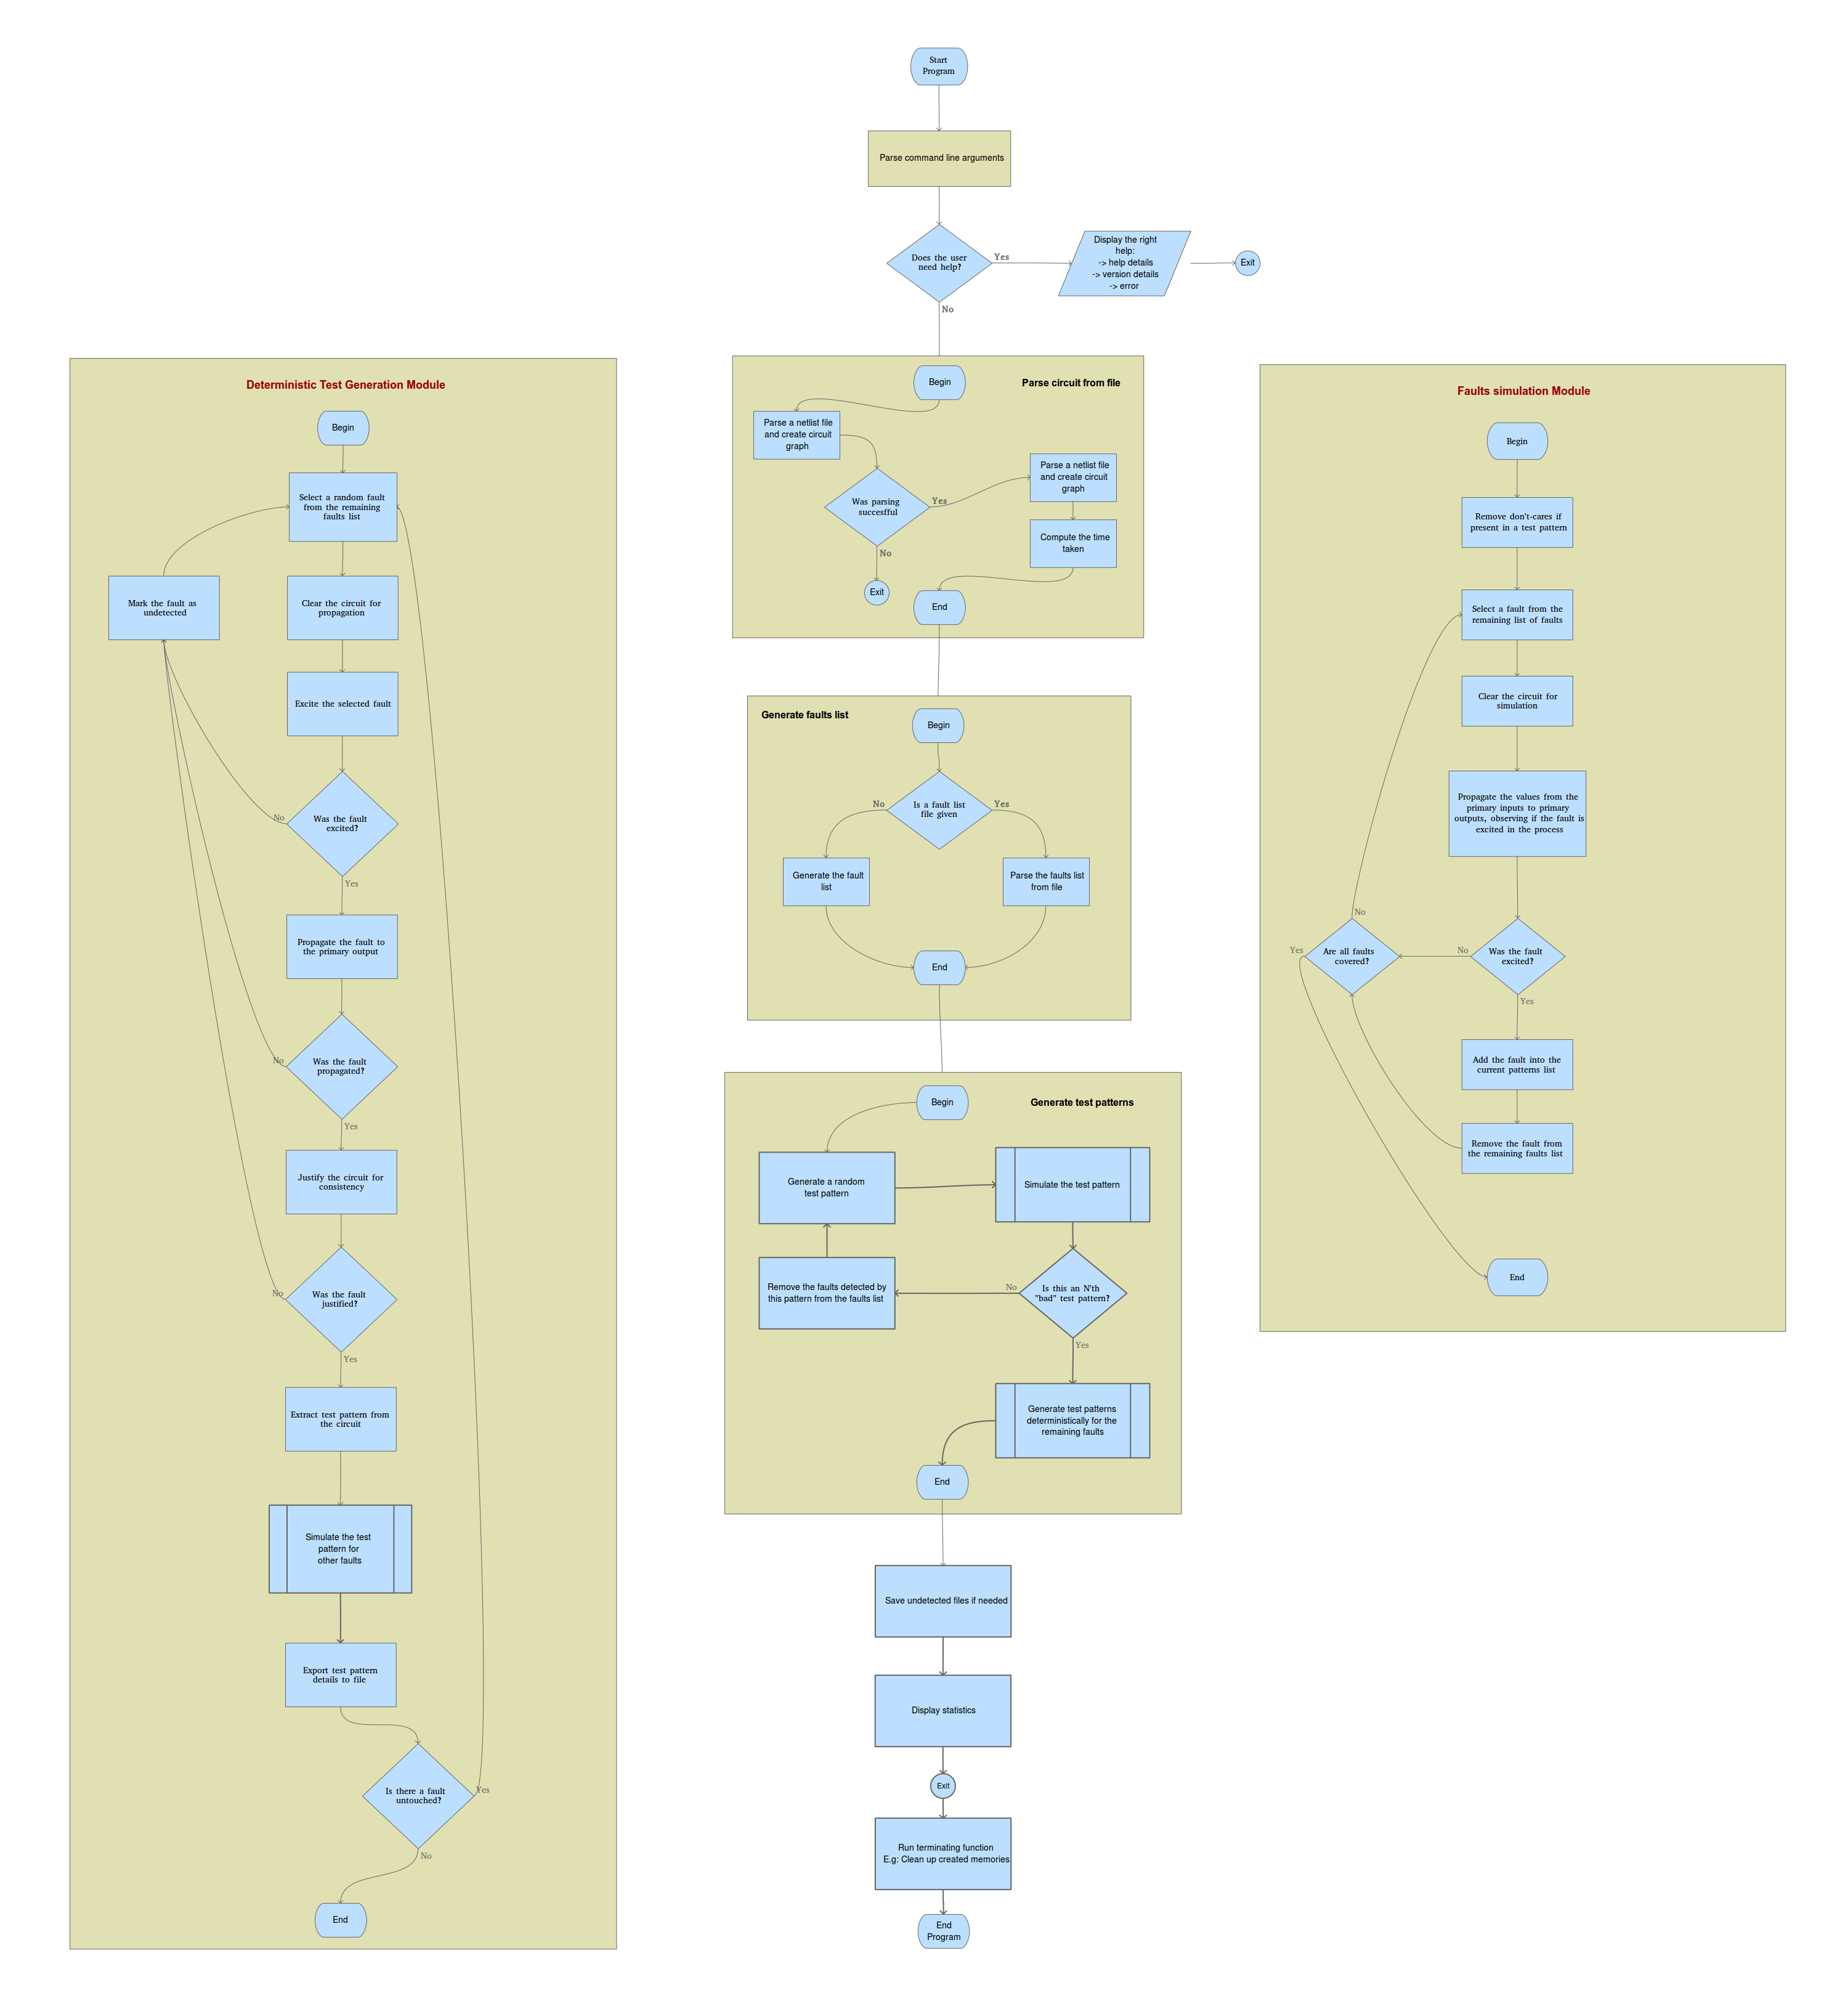 Start
Program
Parse command line arguments
Does the user
need help?
Yes
No
Display the right
help:
-> help details
-> version details
-> error
Exit
Parse circuit from file
Begin
Parse a netlist file
and create circuit
graph
Was parsing
succesfful
Yes
No
Exit
Parse a netlist file
and create circuit
graph
Compute the time
taken
End
Generate faults list
Begin
Is a fault list
file given
No
Yes
Generate the fault
list
Parse the faults list
from file
End
Generate test patterns
Begin
Generate a random
test pattern
Simulate the test pattern
Remove the faults detected by
this pattern from the faults list
Is this an N'th
"bad" test pattern?
No
Yes
Generate test patterns
deterministically for the
remaining faults
End
Save undetected files if needed
Display statistics
Exit
Run terminating function
E.g: Clean up created memories
End
Program
Deterministic Test Generation Module
Begin
Select a random fault
from the remaining
faults list
Mark the fault as
undetected
Clear the circuit for
propagation
Excite the selected fault
Was the fault
excited?
No
Yes
Propagate the fault to
the primary output
Was the fault
propagated?
No
Yes
Justify the circuit for
consistency
Was the fault
justified?
No
Yes
Extract test pattern from
the circuit
Simulate the test
pattern for
other faults
Export test pattern
details to file
Is there a fault
untouched?
Yes
No
End
Faults simulation Module
Begin
Remove don't-cares if
present in a test pattern
Select a fault from the
remaining list of faults
Clear the circuit for
simulation
Propagate the values from the
primary inputs to primary
outputs, observing if the fault is
excited in the process
Was the fault
excited?
No
Yes
Are all faults
covered?
No
Yes
Add the fault into the
current patterns list
Remove the fault from
the remaining faults list
End